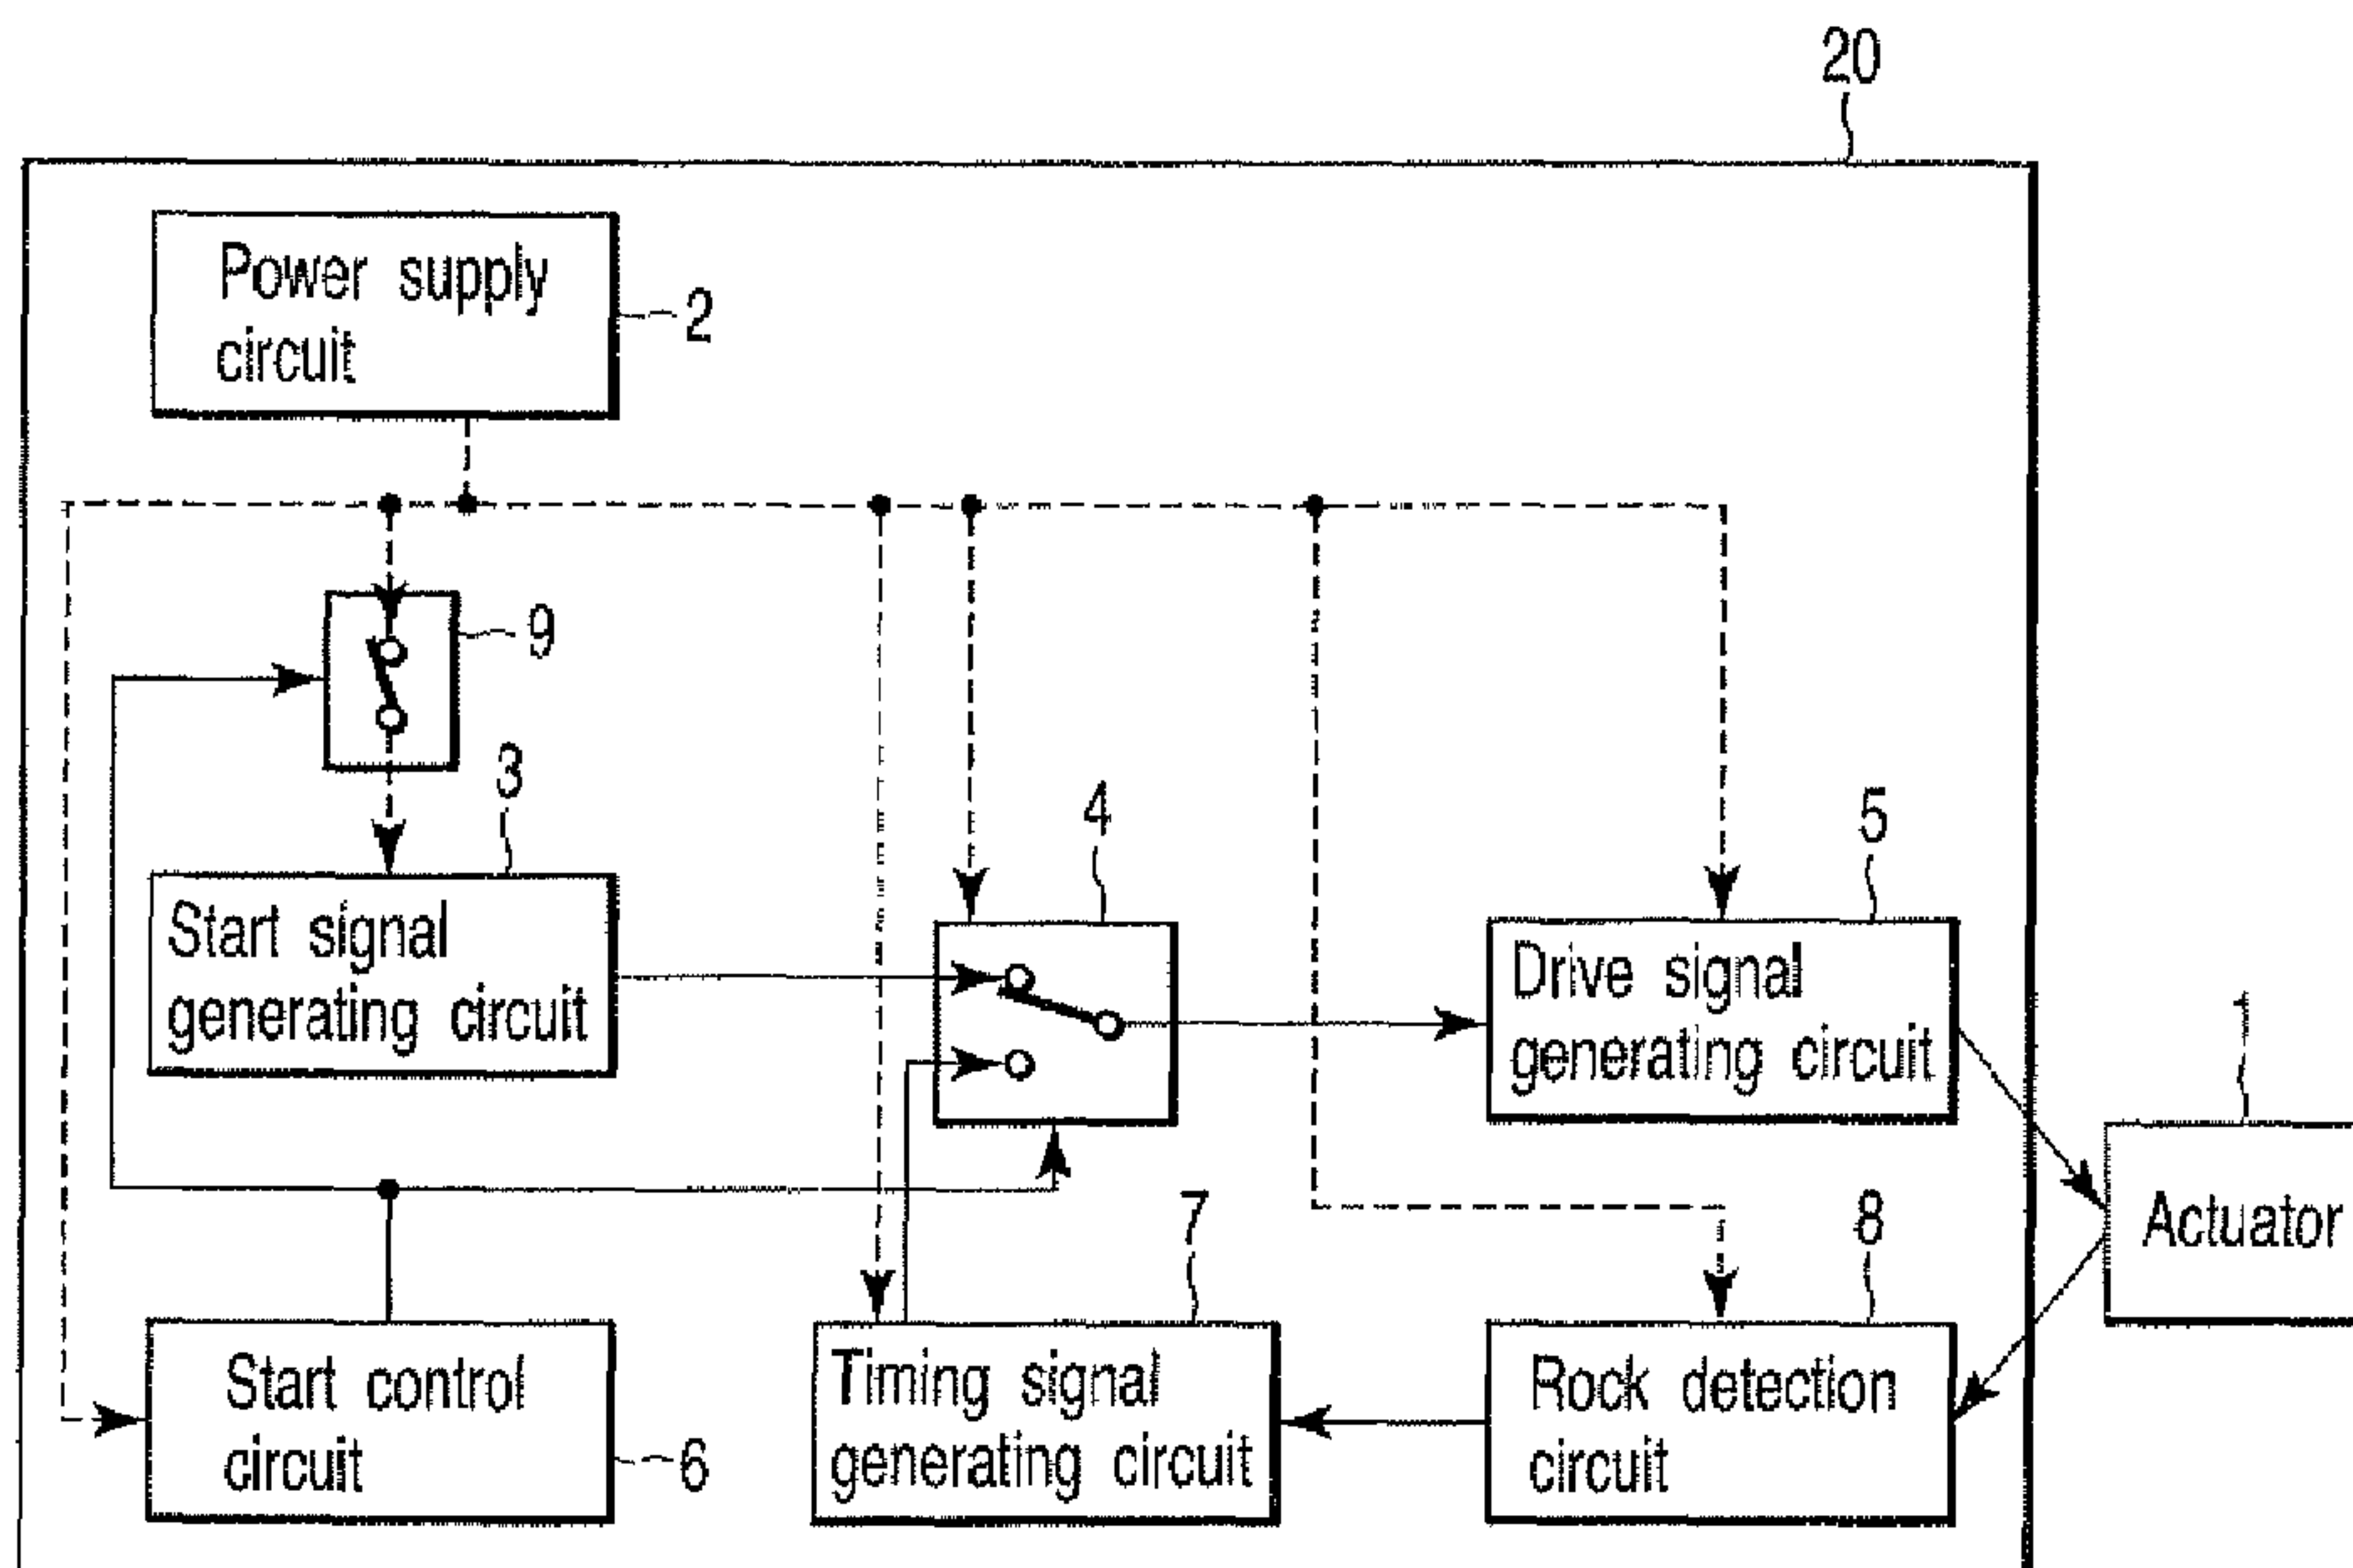 20
Power supply
circuit
2
9
3
4
5
Start signal
generating circuit
Drive signal
generating circuit
1
7
8
Actuator
Start control
circuit
6
Timing signal
generating circuit
Rock detection
circuit